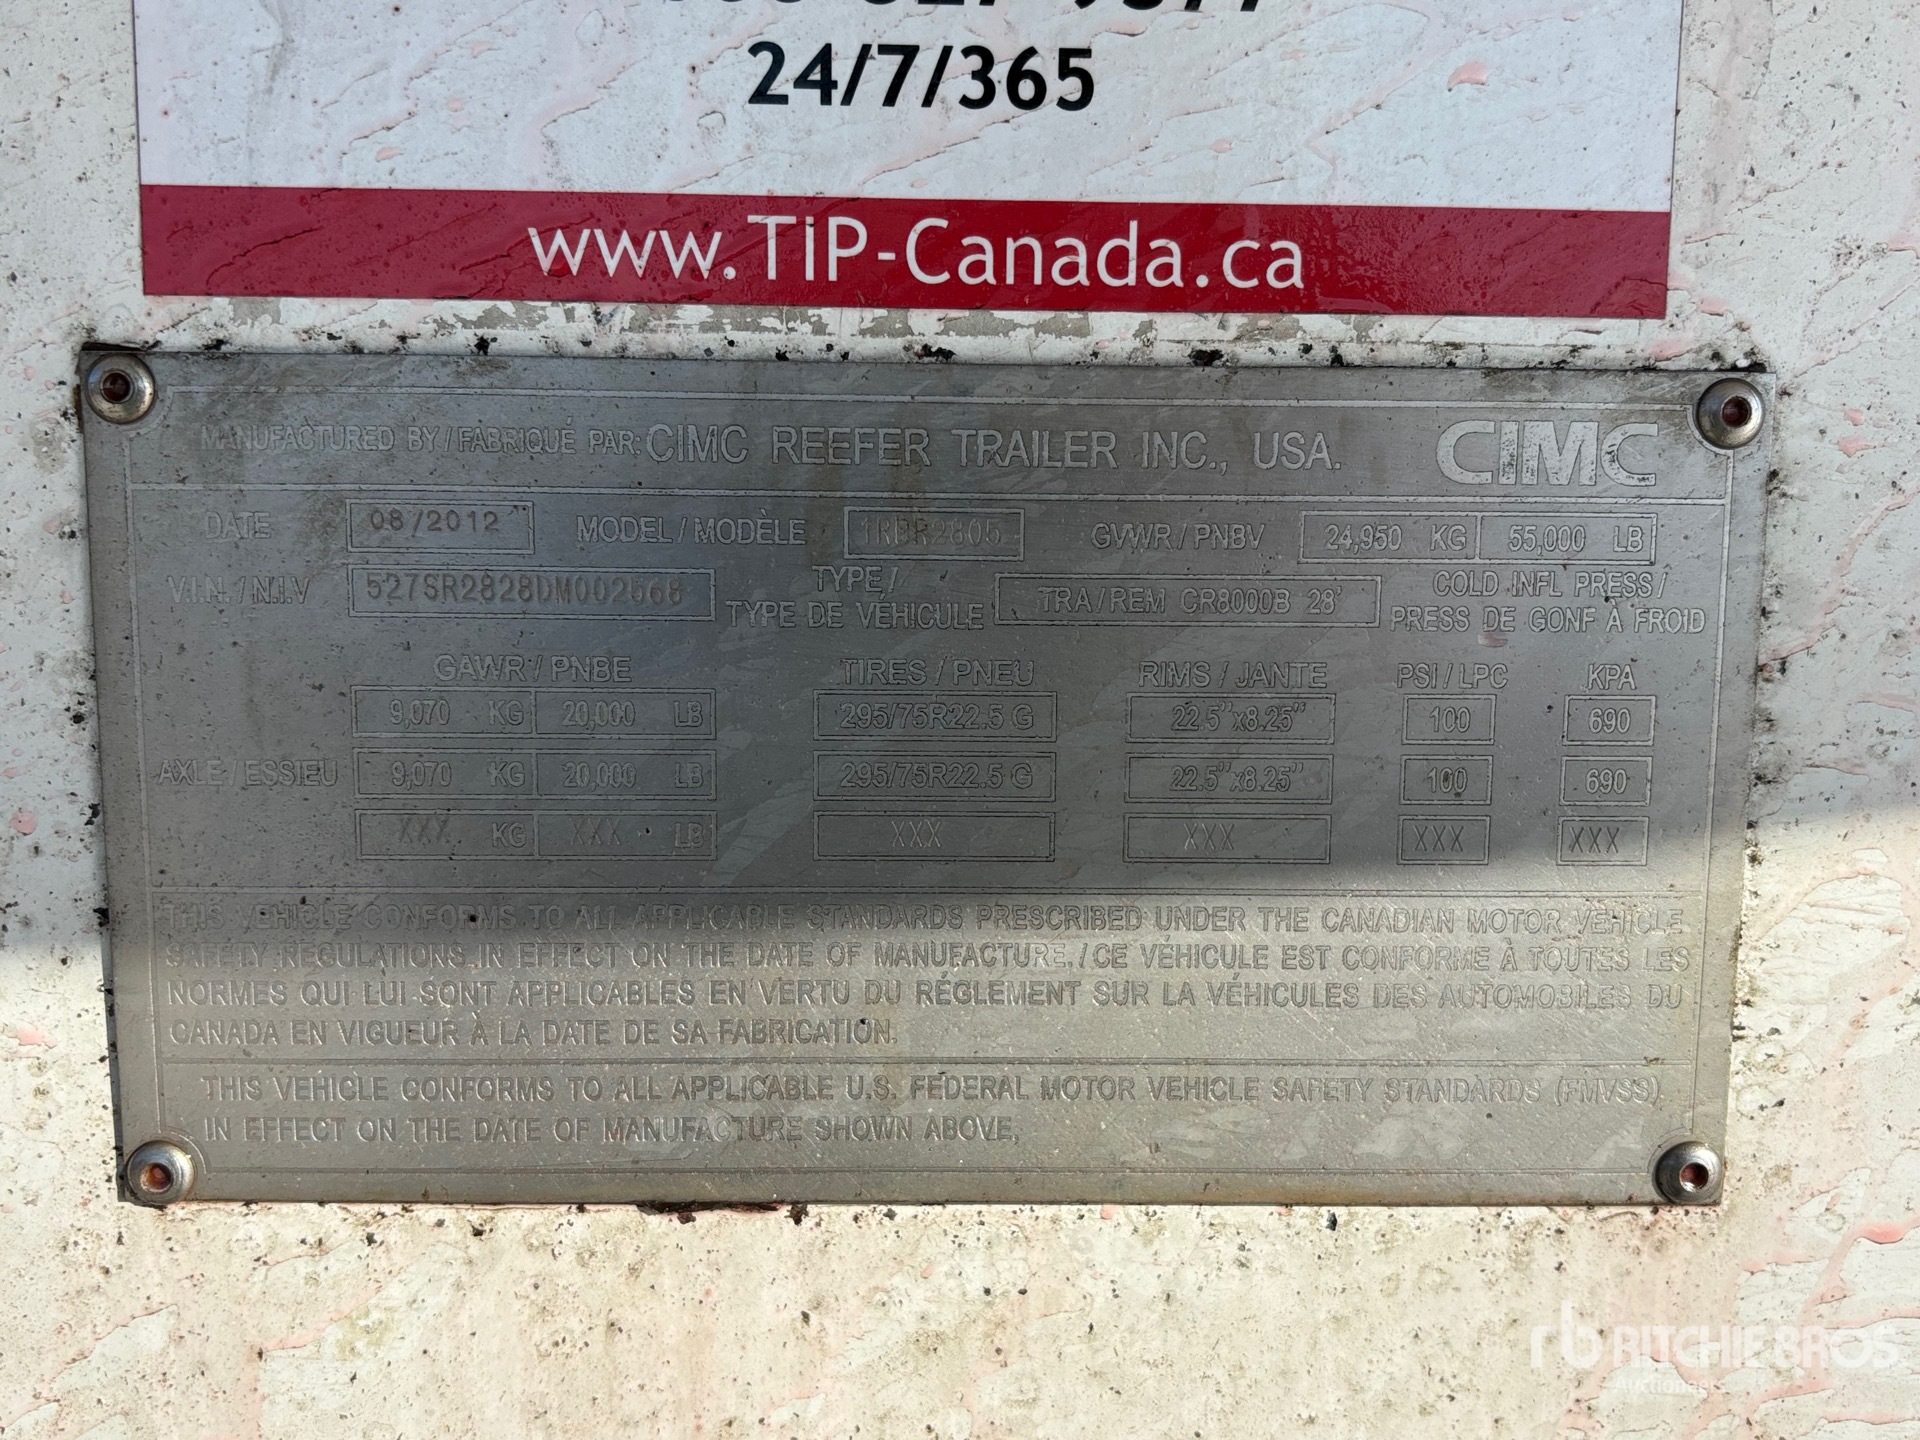 24/7/365
www.TIP-Canada.ca
MANUFACTURED BY / FABRIQUÉ PAR: CIMC REEFER TRAILER INC., USA. CIMC
DATE 08/2012 MODEL / MODÈLE 1RBR2805 GVWR / PNBV 24,950 KG 55,000 LB
V.I.N. / N.I.V 527SR2828DM002568 TYPE / TYPE DE VÉHICULE TRA/REM CR8000B 28' COLD INFL PRESS / PRESS DE GONF À FROID
GAWR / PNBE TIRES / PNEU RIMS / JANTE PSI / LPC KPA
9,070 KG 20,000 LB 295/75R22.5 G 22.5"x8.25" 100 690
AXLE / ESSIEU 9,070 KG 20,000 LB 295/75R22.5 G 22.5"x8.25" 100 690
XXX KG XXX LB XXX XXX XXX XXX
THIS VEHICLE CONFORMS TO ALL APPLICABLE STANDARDS PRESCRIBED UNDER THE CANADIAN MOTOR VEHICLE
SAFETY REGULATIONS IN EFFECT ON THE DATE OF MANUFACTURE. / CE VÉHICULE EST CONFORME À TOUTES LES
NORMES QUI LUI SONT APPLICABLES EN VERTU DU RÉGLEMENT SUR LA VÉHICULES DES AUTOMOBILES DU
CANADA EN VIGUEUR À LA DATE DE SA FABRICATION.
THIS VEHICLE CONFORMS TO ALL APPLICABLE U.S. FEDERAL MOTOR VEHICLE SAFETY STANDARDS (FMVSS)
IN EFFECT ON THE DATE OF MANUFACTURE SHOWN ABOVE,
rb RITCHIE BROS.
Auctioneers